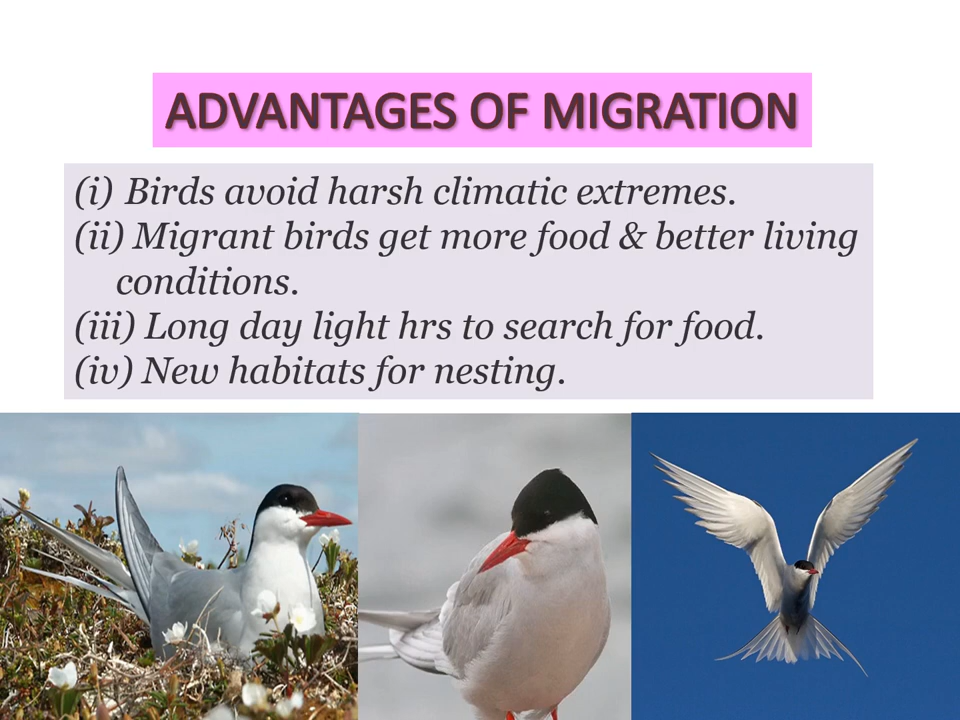 ADVANTAGES OF MIGRATION
(i) Birds avoid harsh climatic extremes.
(ii) Migrant birds get more food & better living
conditions.
(iii) Long day light hrs to search for food.
(iv) New habitats for nesting.